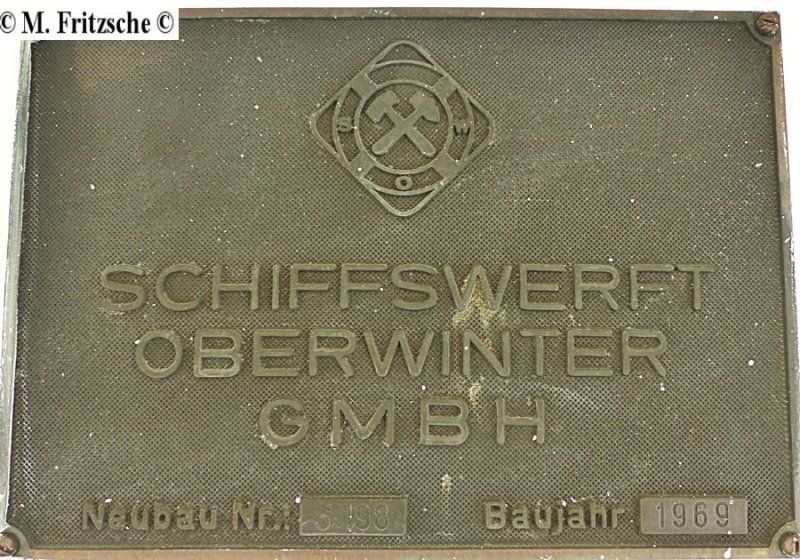 © M. Fritzsche ©
S W
O
SCHIFFSWERFT
OBERWINTER
GMBH
Neubau Nr.: Baujahr 1969